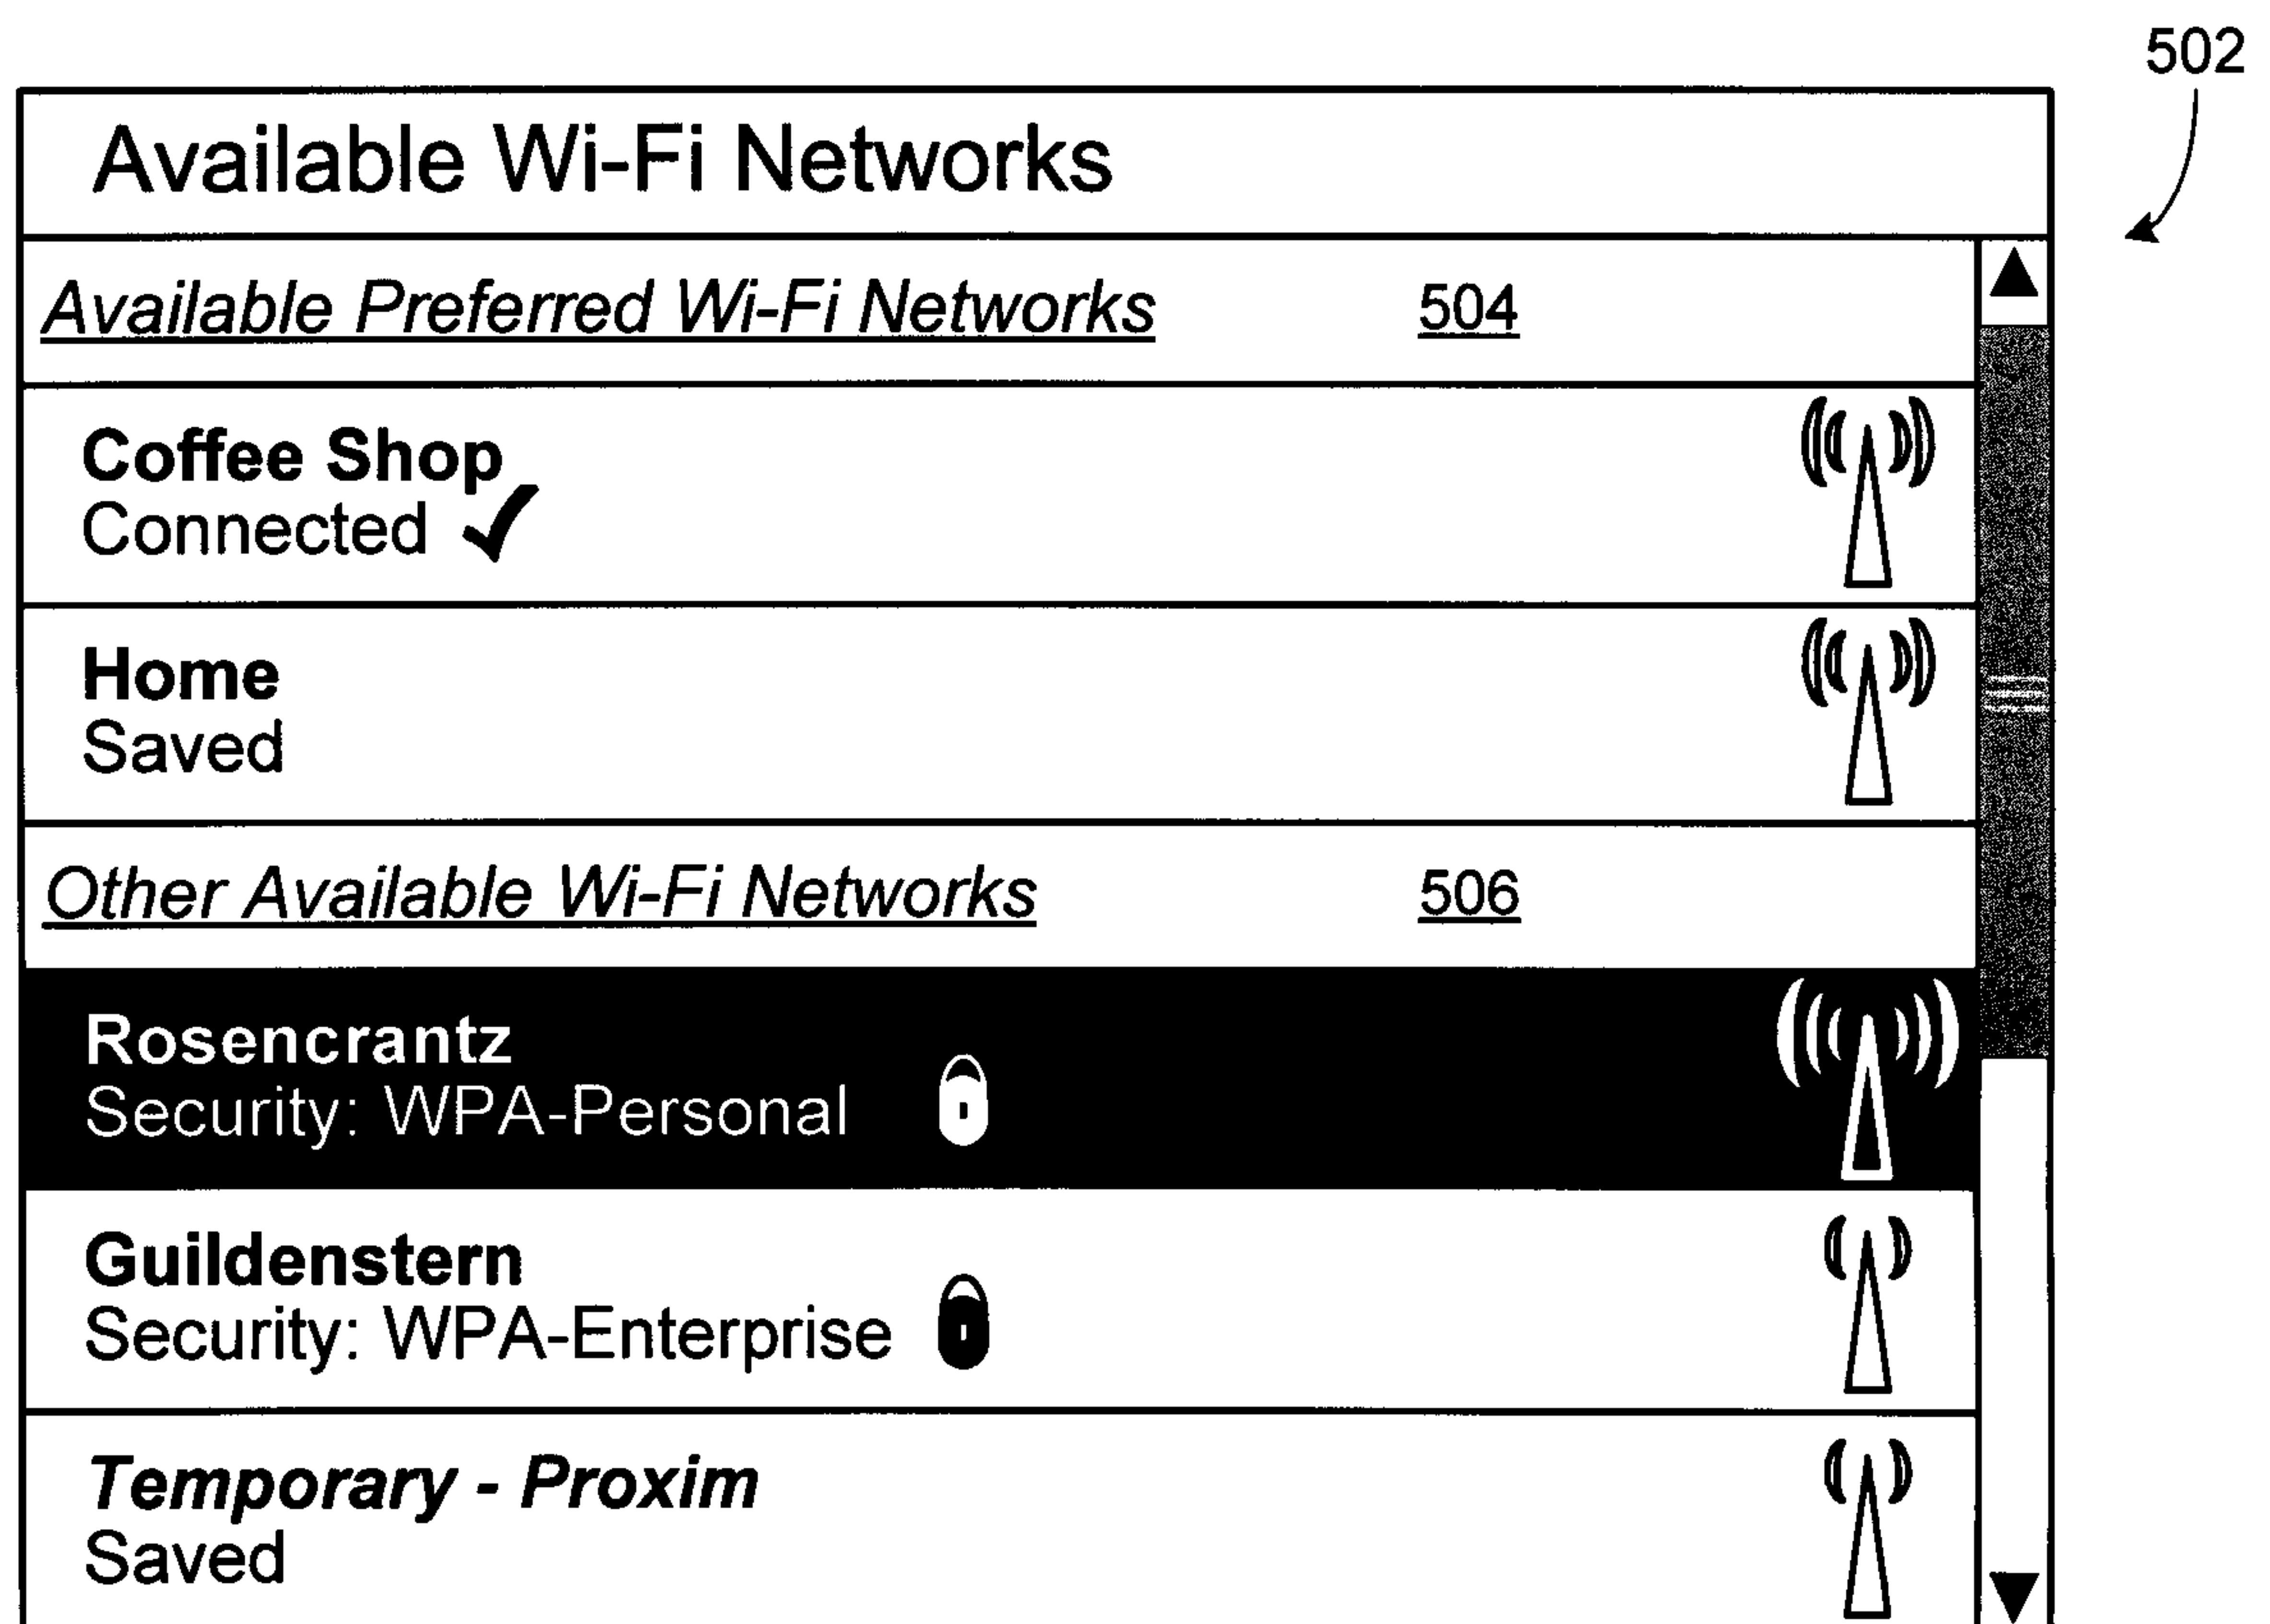 502
Available Wi-Fi Networks
Available Preferred Wi-Fi Networks 504
Coffee Shop
Connected
Home
Saved
Other Available Wi-Fi Networks 506
Rosencrantz
Security: WPA-Personal
Guildenstern
Security: WPA-Enterprise
Temporary - Proxim
Saved